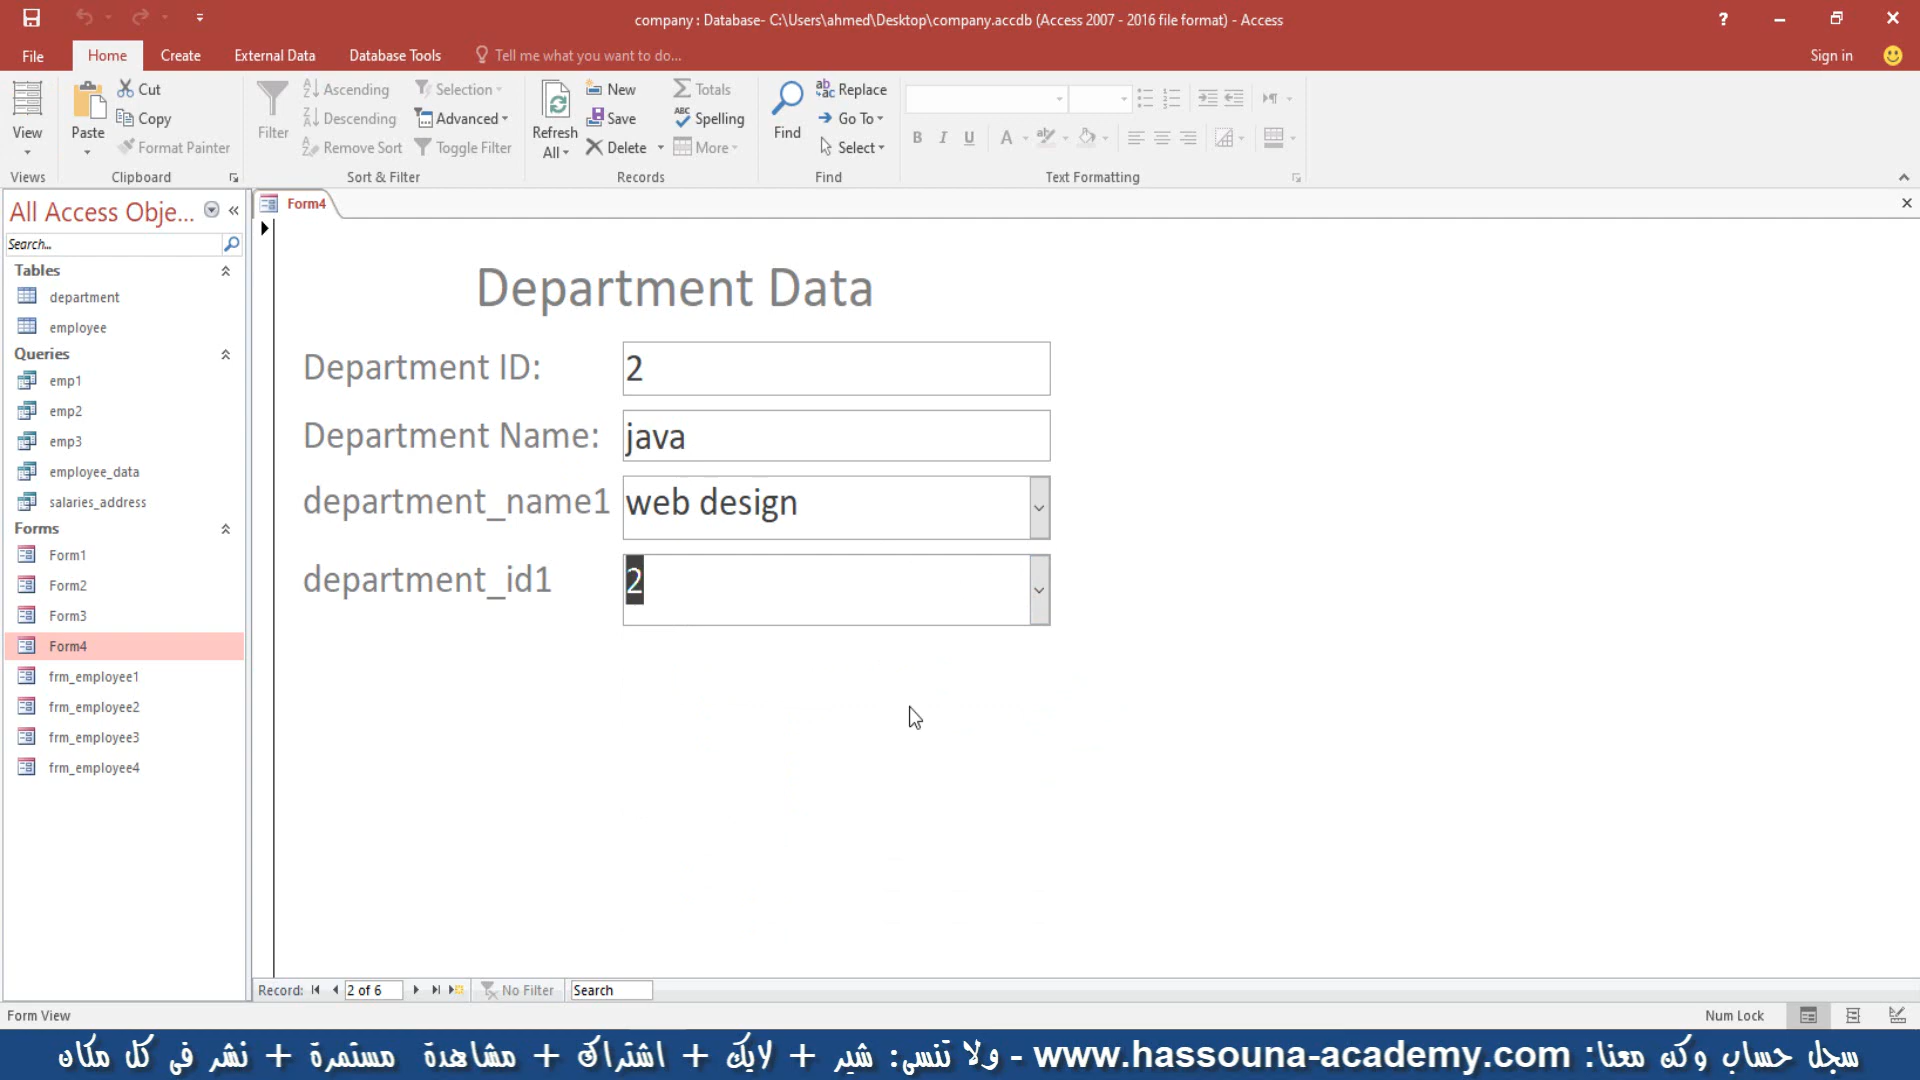 company : Database- C:\Users\ahmed\Desktop\company.accdb (Access 2007 - 2016 file format) - Access
?
File Home Create External Data Database Tools Tell me what you want to do... Sign in
View
Views
Paste
Cut
Copy
Format Painter
Clipboard
Filter
Ascending
Descending
Remove Sort
Selection
Advanced
Toggle Filter
Sort & Filter
Refresh
All
New
Save
Delete
Totals
Spelling
More
Records
Find
Replace
Go To
Select
Find
B I U A
Text Formatting
All Access Obje...
Search...
Tables
department
employee
Queries
emp1
emp2
emp3
employee_data
salaries_address
Forms
Form1
Form2
Form3
Form4
frm_employee1
frm_employee2
frm_employee3
frm_employee4
Form4
Department Data
Department ID: 2
Department Name: java
department_name1 web design
department_id1 2
Record: 2 of 6 No Filter Search
Form View Num Lock
سجل حساب وكن معنا: www.hassouna-academy.com - ولا تنسى: شير + لايك + اشتراك + مشاهدة مستمرة + نشر فى كل مكان